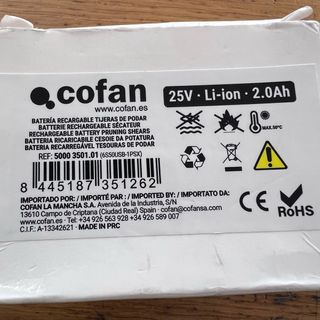 cofan
www.cofan.es
25V · Li-ion · 2.0Ah
BATERÍA RECARGABLE TIJERAS DE PODAR
BATTERIE RECHARGEABLE SÉCATEUR
RECHARGEABLE BATTERY PRUNING SHEARS
BATTERIA RICARICABILE CESOIE DA POTATURA
BATERIA RECARREGÁVEL TESOURAS DE PODAR
MAX.50°C
REF: 5000 3501.01 (6S50USB-1PSX)
8 445187 351262
IMPORTADO POR: / IMPORTÉ PAR : / IMPORTED BY: / IMPORTATO DA:
COFAN LA MANCHA S.A. Avenida de la Industria, S/N
13610 Campo de Criptana (Ciudad Real) Spain · cofan@cofansa.com
C.I.F. A-13342621 · Tel. +34 926 563 928 +34 926 589 007
MADE IN PRC
CE
RoHS